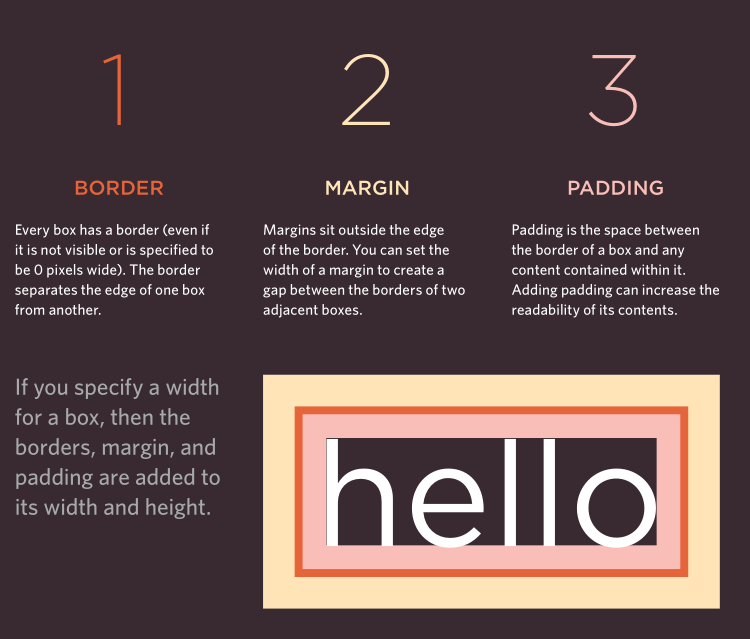 1
BORDER
Every box has a border (even if
it is not visible or is specified to
be 0 pixels wide). The border
separates the edge of one box
from another.
2
MARGIN
Margins sit outside the edge
of the border. You can set the
width of a margin to create a
gap between the borders of two
adjacent boxes.
3
PADDING
Padding is the space between
the border of a box and any
content contained within it.
Adding padding can increase the
readability of its contents.
If you specify a width
for a box, then the
borders, margin, and
padding are added to
its width and height.
hello